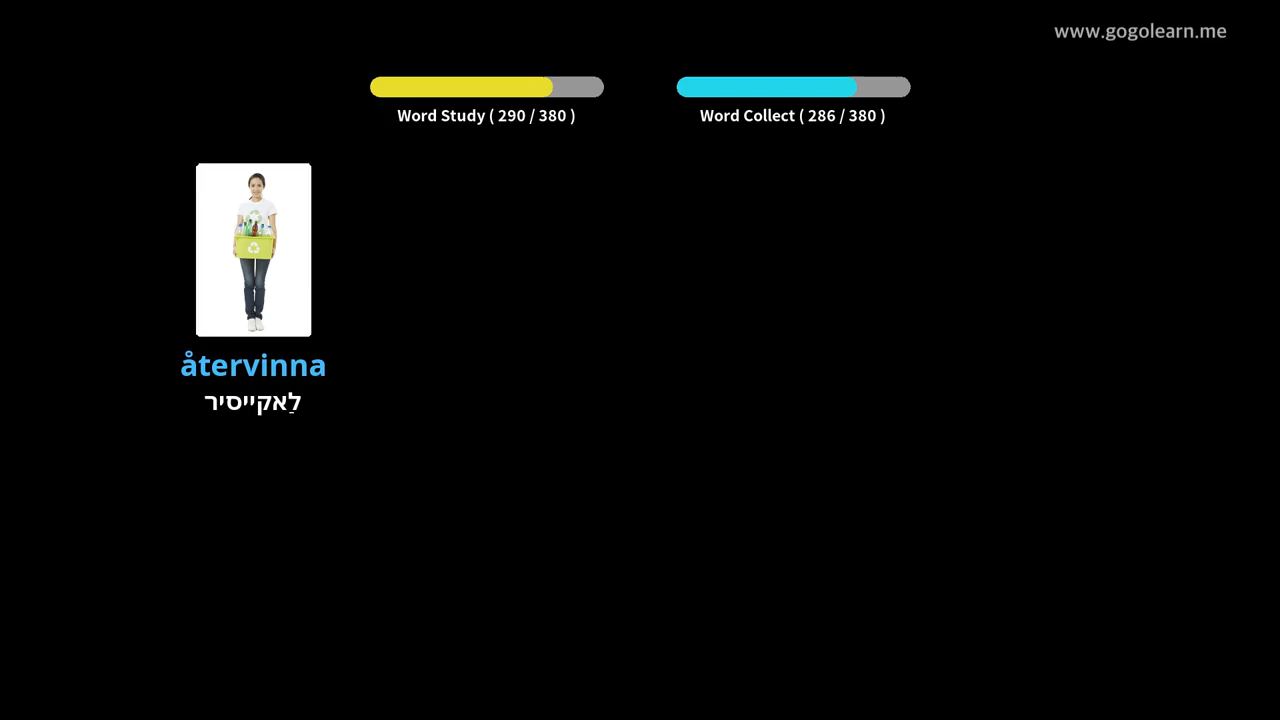 www.gogolearn.me
Word Study ( 290 / 380 )
Word Collect ( 286 / 380 )
återvinna
לַאקייסיר